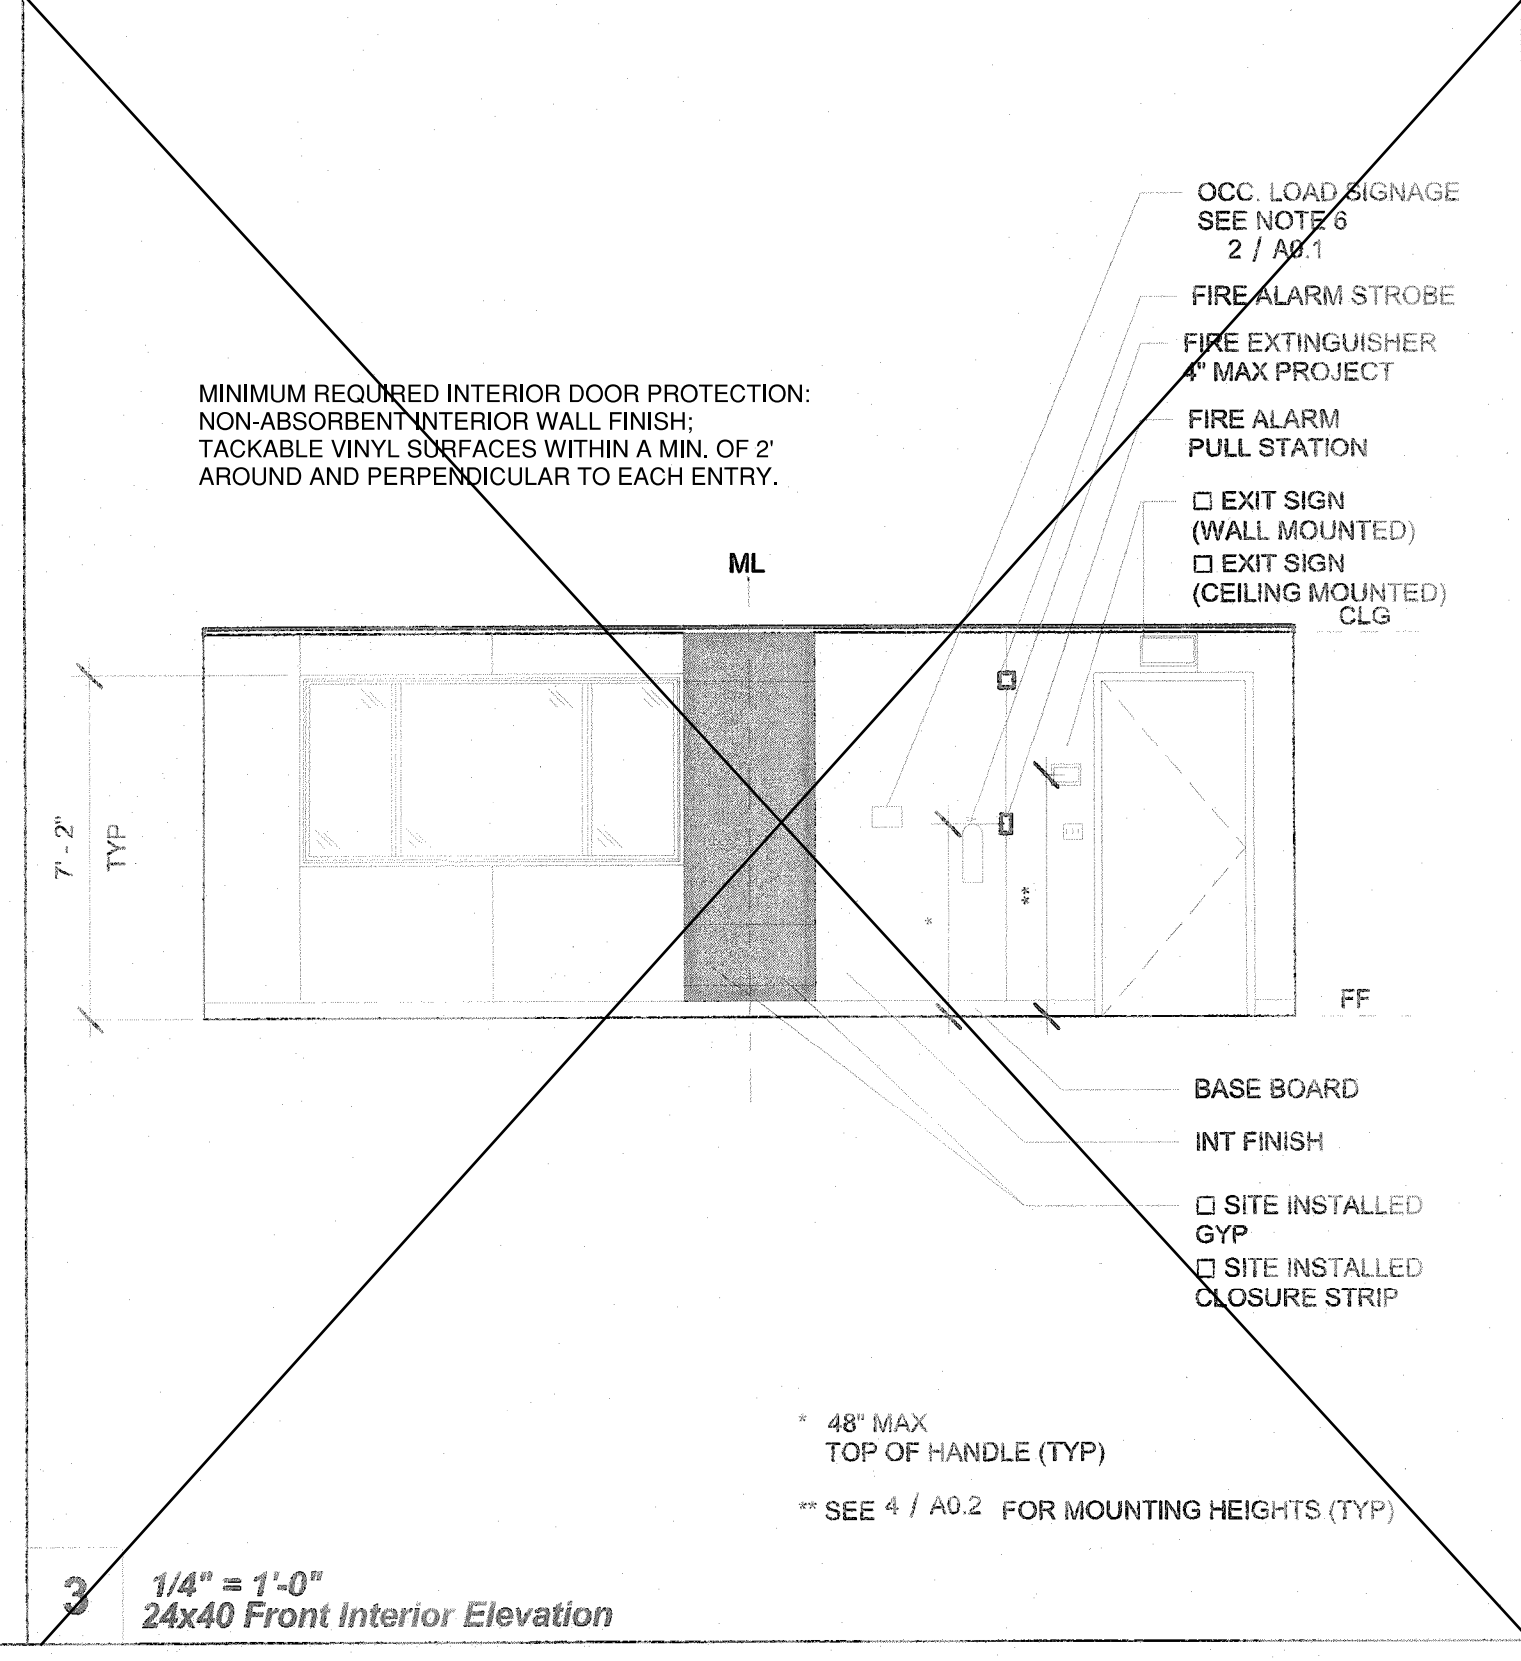 OCC. LOAD SIGNAGE
SEE NOTE 6
2 / A0.1
FIRE ALARM STROBE
FIRE EXTINGUISHER
4" MAX PROJECT
FIRE ALARM
PULL STATION
EXIT SIGN
(WALL MOUNTED)
EXIT SIGN
(CEILING MOUNTED)
CLG
MINIMUM REQUIRED INTERIOR DOOR PROTECTION:
NON-ABSORBENT INTERIOR WALL FINISH;
TACKABLE VINYL SURFACES WITHIN A MIN. OF 2'
AROUND AND PERPENDICULAR TO EACH ENTRY.
ML
7' - 2"
TYP
*
**
FF
BASE BOARD
INT FINISH
SITE INSTALLED
GYP
SITE INSTALLED
CLOSURE STRIP
* 48" MAX
TOP OF HANDLE (TYP)
** SEE 4 / A0.2 FOR MOUNTING HEIGHTS (TYP)
3
1/4" = 1'-0"
24x40 Front Interior Elevation